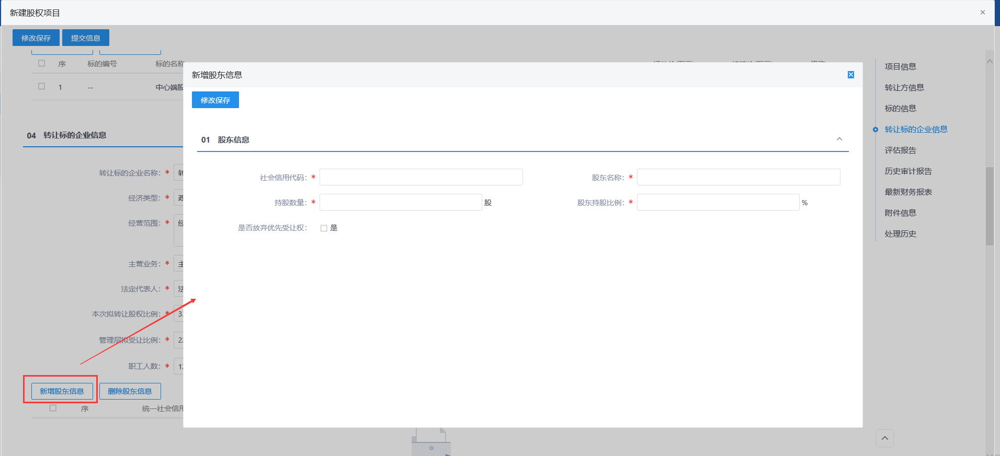 新建股权项目
修改保存 提交信息
序 标的编号 标的名称
1 -- 中心端股
04 转让标的企业信息
转让标的企业名称: *
经济类型: *
经营范围: *
主营业务: * 主
法定代表人: * 法
本次拟转让股权比例: * 3
管理层拟受让比例: * 2
职工人数: * 1
新增股东信息 删除股东信息
序 统一社会信用
新增股东信息
修改保存
01 股东信息
社会信用代码: * 股东名称: *
持股数量: * 股 股东持股比例: * %
是否放弃优先受让权: 是
项目信息
转让方信息
标的信息
转让标的企业信息
评估报告
历史审计报告
最新财务报表
附件信息
处理历史